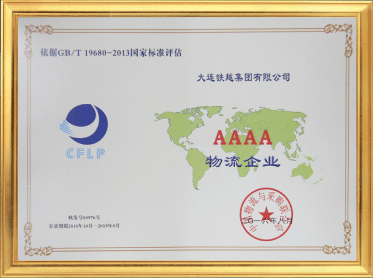 依据GB/T 19680-2013国家标准评估
大连铁越集团有限公司
CFLP
AAAA
物流企业
中国物流与采购联合会
二〇一六年八月